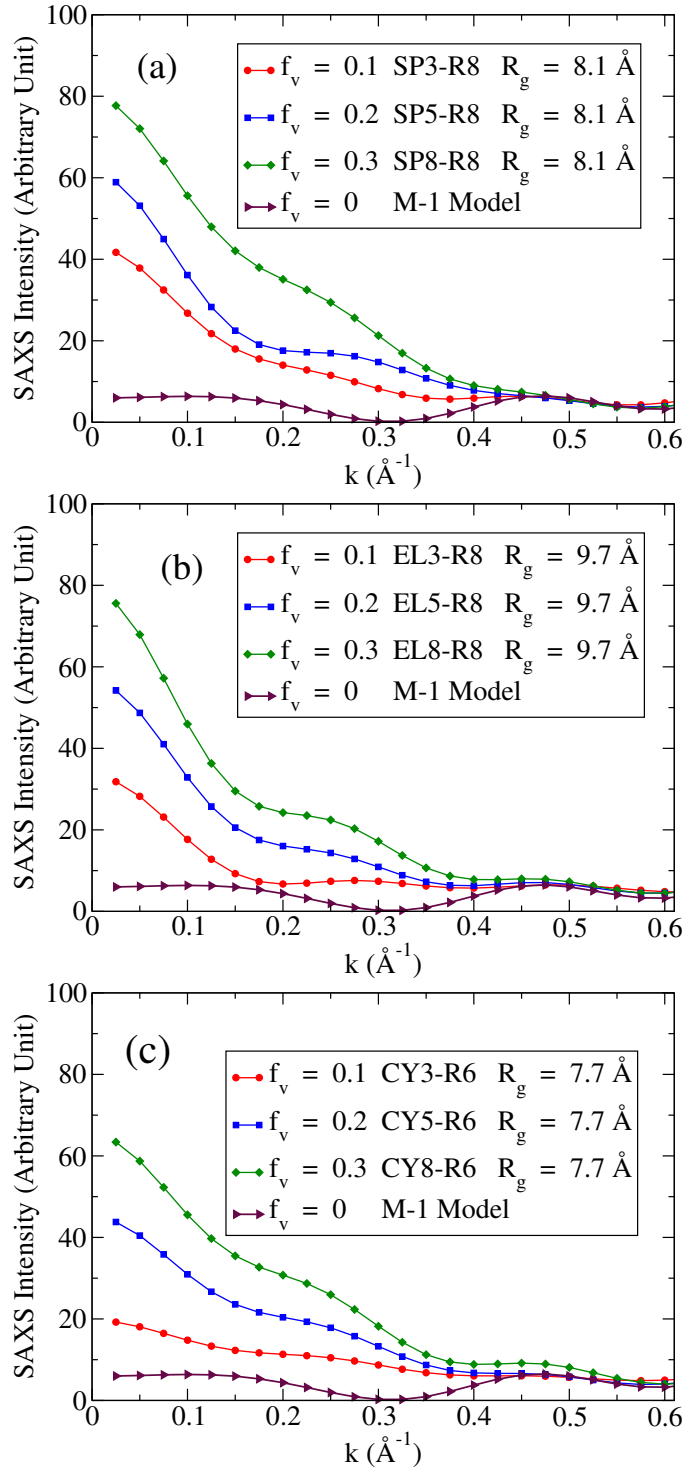 100
80
60
40
20
0
SAXS Intensity (Arbitrary Unit)
(a)
f_v = 0.1 SP3-R8 R_g = 8.1 Å
f_v = 0.2 SP5-R8 R_g = 8.1 Å
f_v = 0.3 SP8-R8 R_g = 8.1 Å
f_v = 0 M-1 Model
0 0.1 0.2 0.3 0.4 0.5 0.6
k (Å⁻¹)
100
80
60
40
20
0
SAXS Intensity (Arbitrary Unit)
(b)
f_v = 0.1 EL3-R8 R_g = 9.7 Å
f_v = 0.2 EL5-R8 R_g = 9.7 Å
f_v = 0.3 EL8-R8 R_g = 9.7 Å
f_v = 0 M-1 Model
0 0.1 0.2 0.3 0.4 0.5 0.6
k (Å⁻¹)
100
80
60
40
20
0
SAXS Intensity (Arbitrary Unit)
(c)
f_v = 0.1 CY3-R6 R_g = 7.7 Å
f_v = 0.2 CY5-R6 R_g = 7.7 Å
f_v = 0.3 CY8-R6 R_g = 7.7 Å
f_v = 0 M-1 Model
0 0.1 0.2 0.3 0.4 0.5 0.6
k (Å⁻¹)